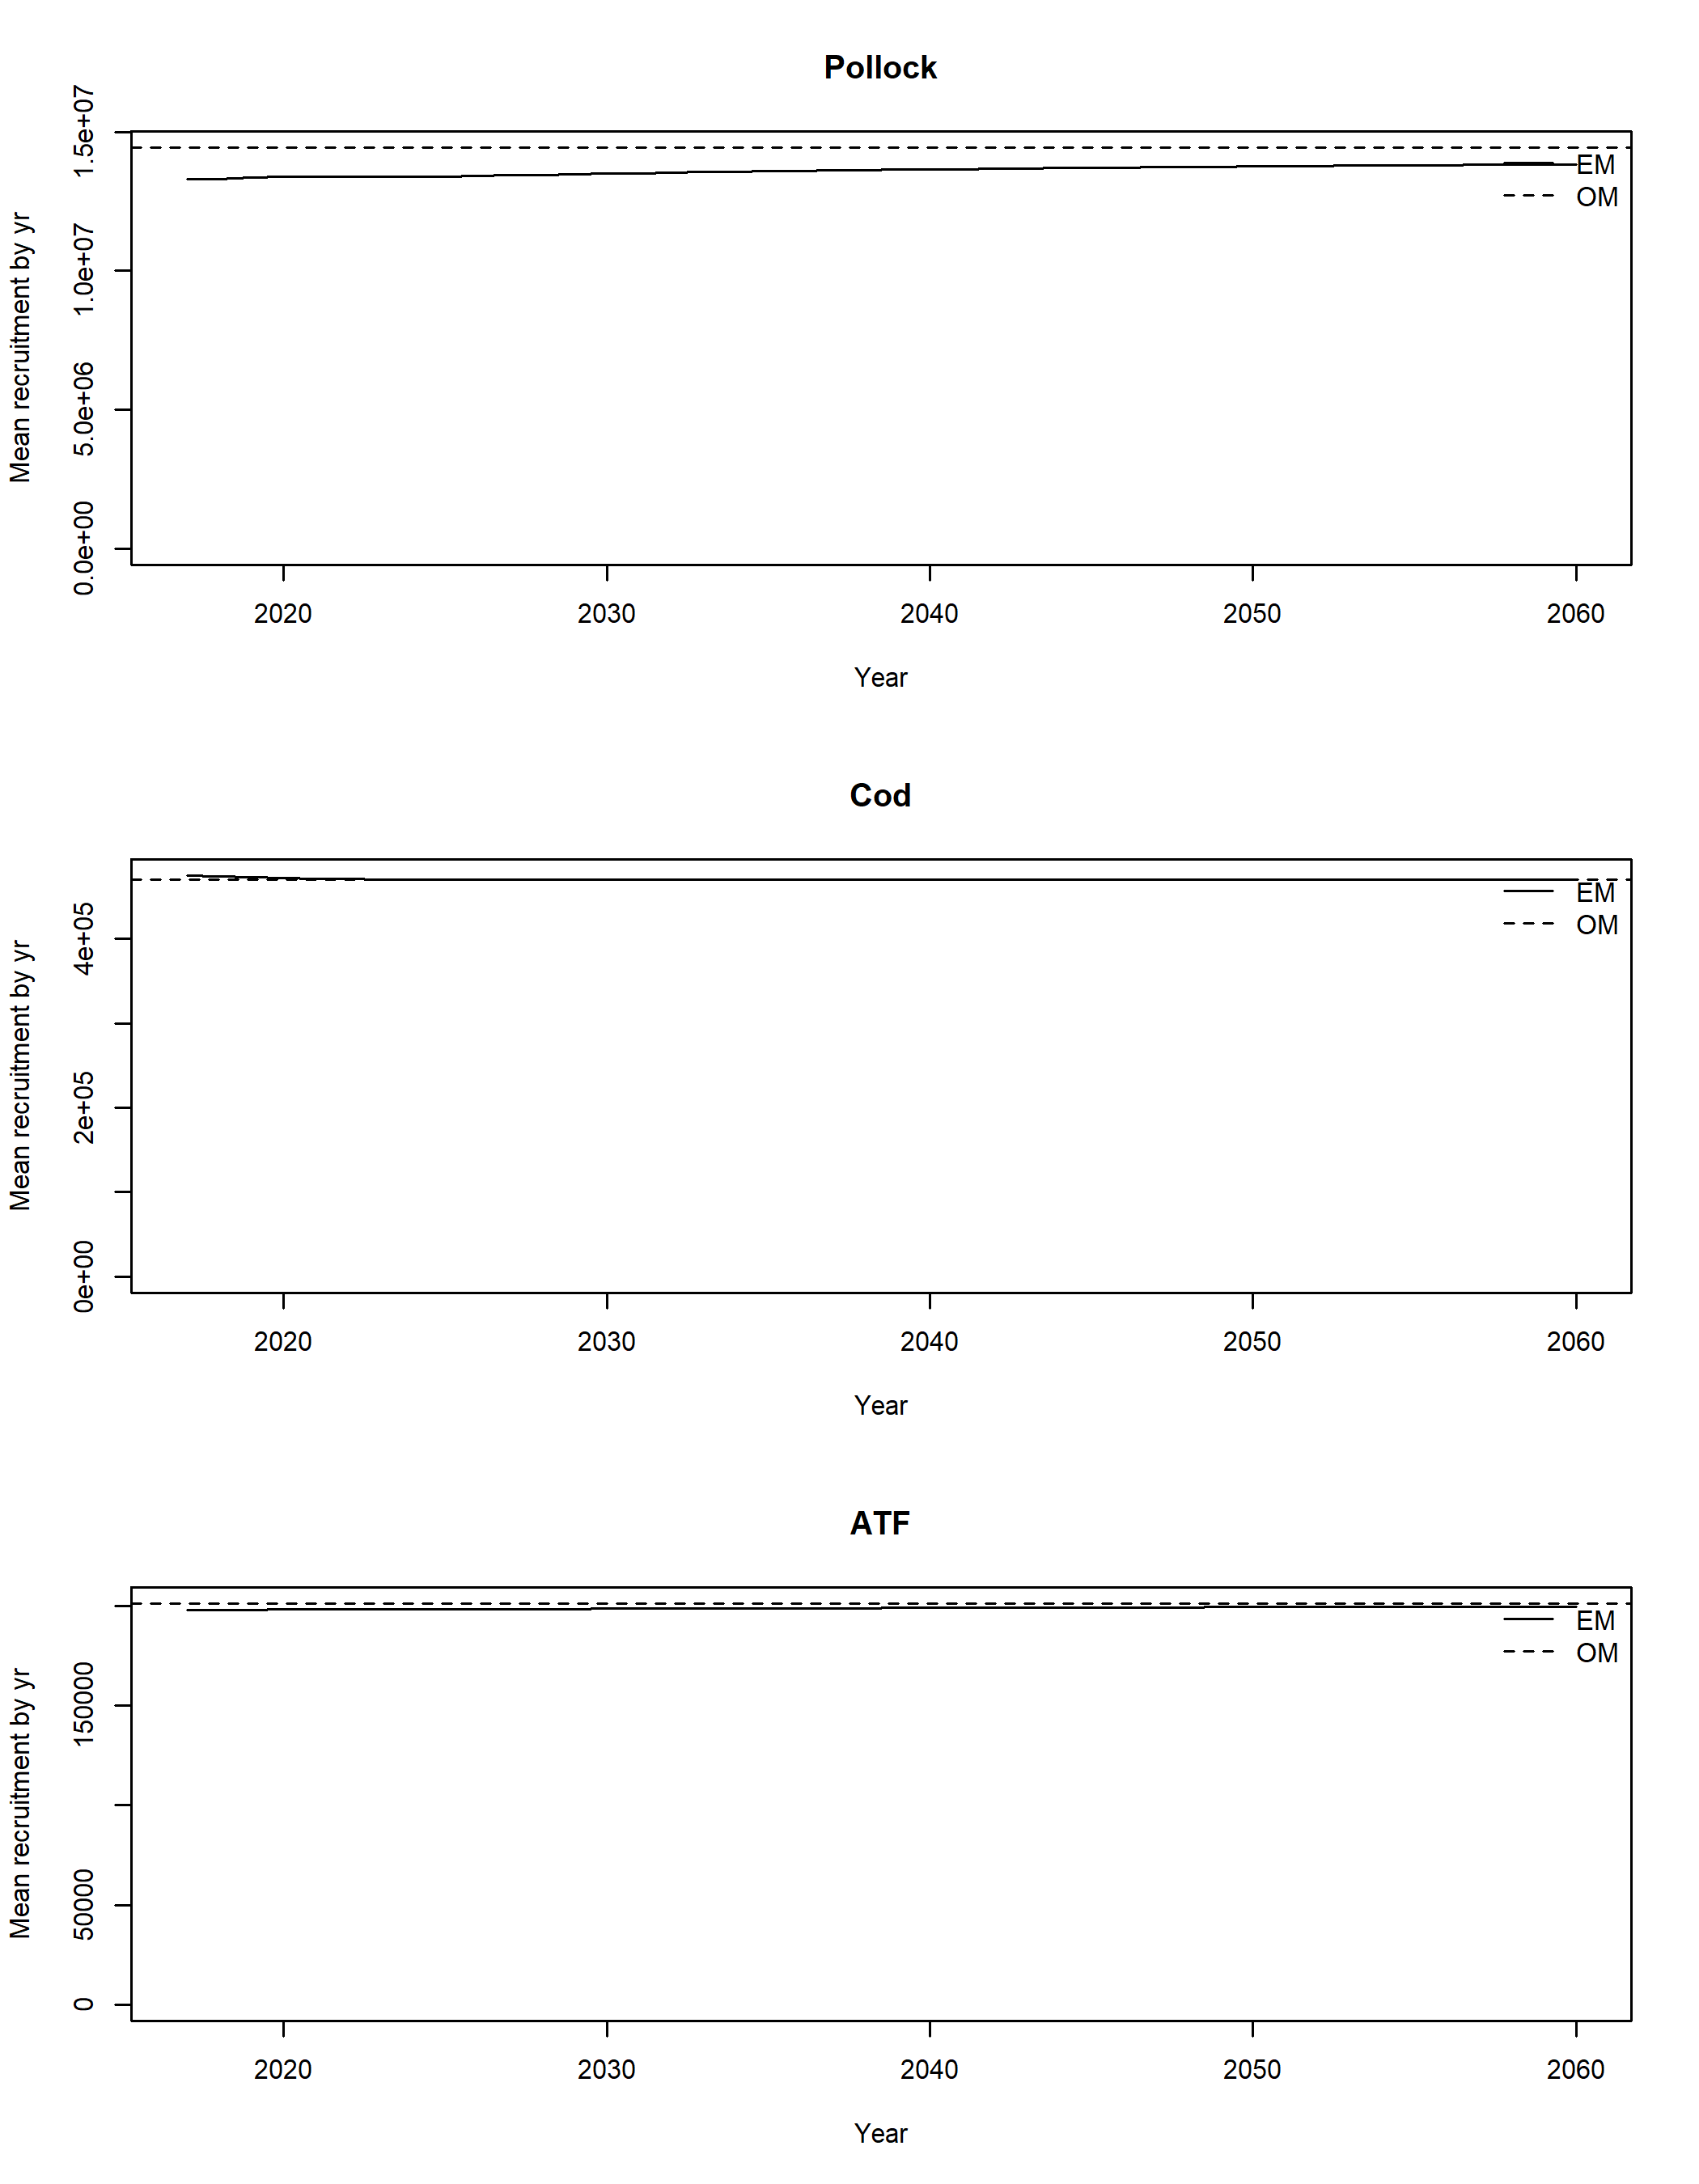 Pollock
Mean recruitment by yr
1.5e+07
1.0e+07
5.0e+06
0.0e+00
EM
OM
2020 2030 2040 2050 2060
Year
Cod
Mean recruitment by yr
4e+05
2e+05
0e+00
EM
OM
2020 2030 2040 2050 2060
Year
ATF
Mean recruitment by yr
150000
50000
0
EM
OM
2020 2030 2040 2050 2060
Year